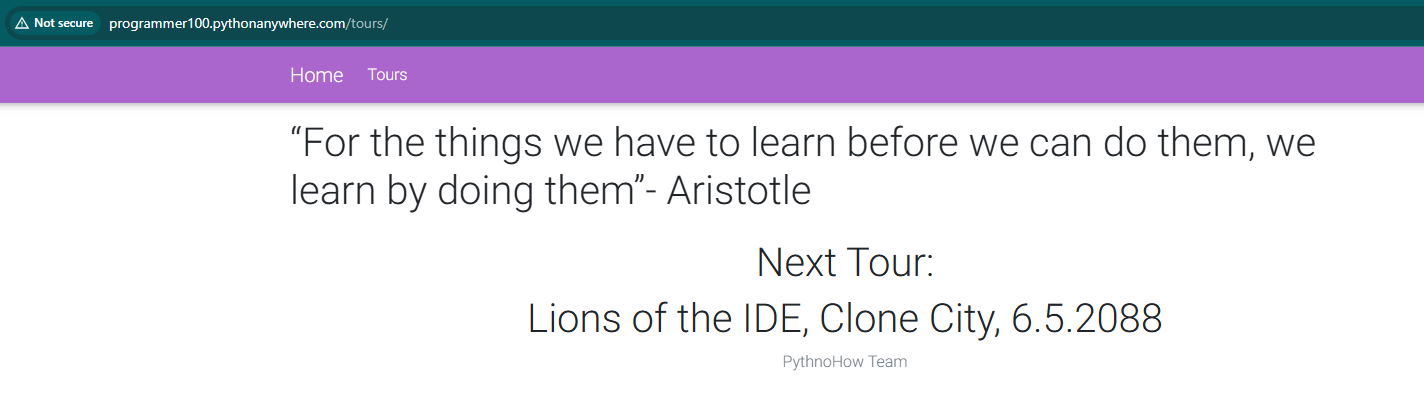 Not secure programmer100.pythonanywhere.com/tours/
Home Tours
“For the things we have to learn before we can do them, we
learn by doing them”- Aristotle
Next Tour:
Lions of the IDE, Clone City, 6.5.2088
PythnoHow Team